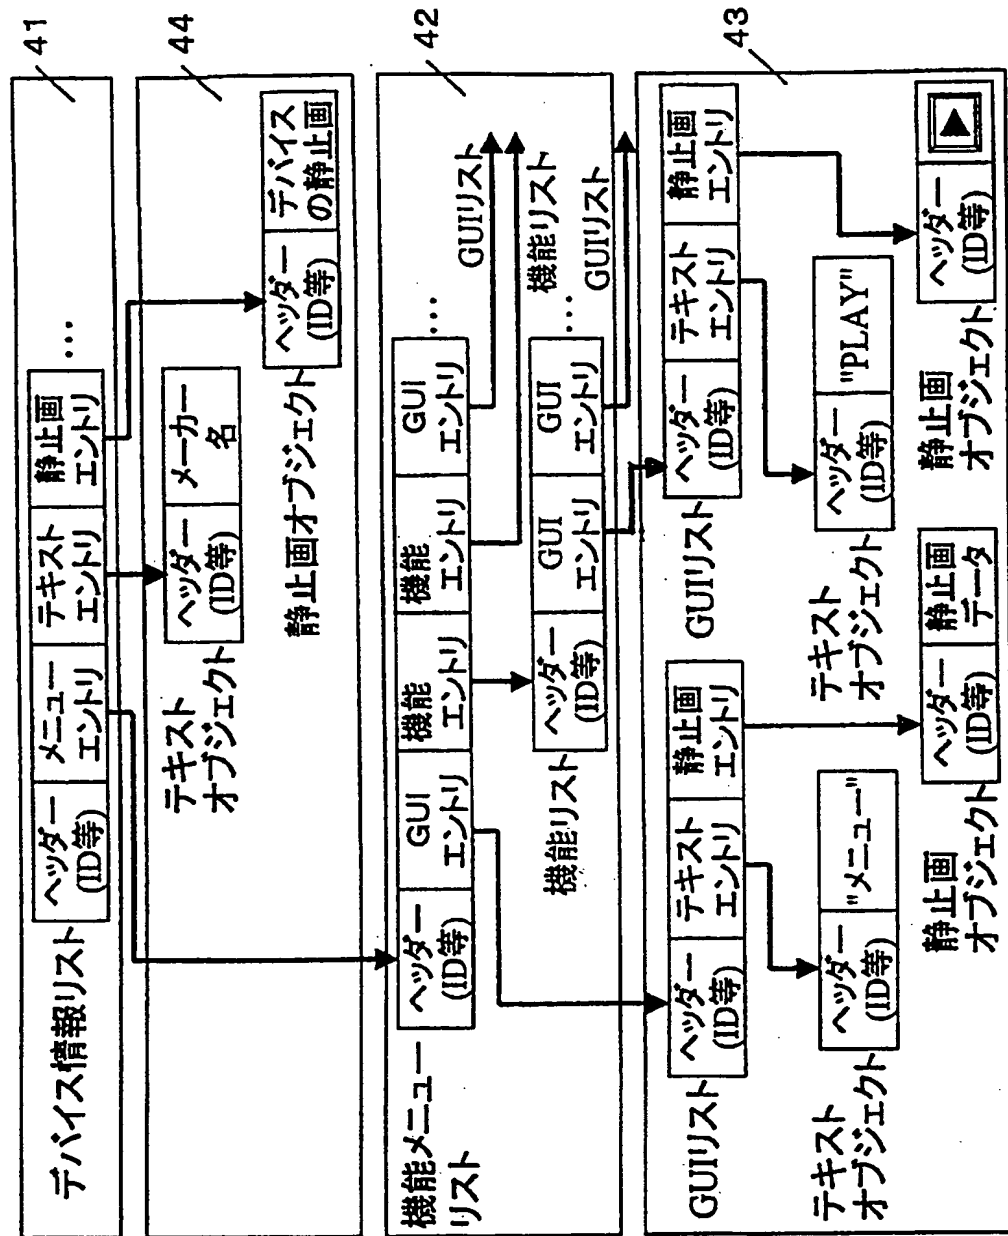 41
デバイス情報リスト
ヘッダー
(ID等)
メニュー
エントリ
テキスト
エントリ
静止画
エントリ
…
44
テキスト
オブジェクト
ヘッダー
(ID等)
メーカー
名
静止画オブジェクト
ヘッダー
(ID等)
デバイス
の静止画
42
機能メニュー
リスト
ヘッダー
(ID等)
GUI
エントリ
機能
エントリ
機能
エントリ
GUI
エントリ
…
GUIリスト
機能リスト
機能リスト
ヘッダー
(ID等)
GUI
エントリ
GUI
エントリ
…
GUIリスト
43
GUIリスト
ヘッダー
(ID等)
テキスト
エントリ
静止画
エントリ
GUIリスト
ヘッダー
(ID等)
テキスト
エントリ
静止画
エントリ
テキスト
オブジェクト
ヘッダー
(ID等)
"メニュー"
テキスト
オブジェクト
ヘッダー
(ID等)
"PLAY"
静止画
オブジェクト
ヘッダー
(ID等)
静止画
データ
静止画
オブジェクト
ヘッダー
(ID等)